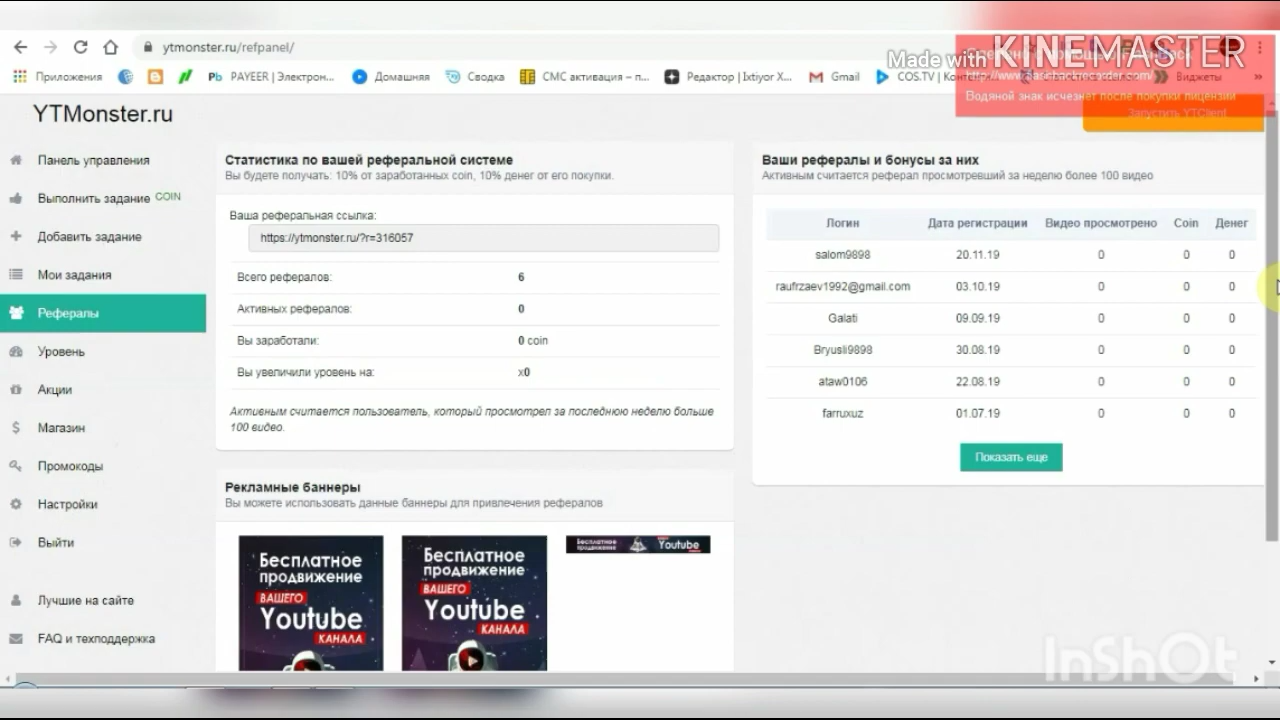 ytmonster.ru/refpanel/
Made with KINEMASTER
Приложения
Pb PAYEER | Электрон...
Домашняя
Сводка
СМС активация – п...
Редактор | Ixtiyor X...
Gmail
COS.TV | Конте
Виджеты
»
Водяной знак исчезнет после покупки лицензии
YTMonster.ru
Запустить YTClient
Панель управления
Выполнить задание COIN
Добавить задание
Мои задания
Рефералы
Уровень
Акции
Магазин
Промокоды
Настройки
Выйти
Лучшие на сайте
FAQ и техподдержка
Статистика по вашей реферальной системе
Вы будете получать: 10% от заработанных coin, 10% денег от его покупки.
Ваша реферальная ссылка:
https://ytmonster.ru/?r=316057
Всего рефералов: 6
Активных рефералов: 0
Вы заработали: 0 coin
Вы увеличили уровень на: x0
Активным считается пользователь, который просмотрел за последнюю неделю больше
100 видео.
Рекламные баннеры
Вы можете использовать данные баннеры для привлечения рефералов
Бесплатное
продвижение
ВАШЕГО
Youtube
КАНАЛА
Бесплатное
продвижение
ВАШЕГО
Youtube
КАНАЛА
Бесплатное
продвижение
Youtube
Ваши рефералы и бонусы за них
Активным считается реферал просмотревший за неделю более 100 видео
Логин Дата регистрации Видео просмотрено Coin Денег
salom9898 20.11.19 0 0 0
raufrzaev1992@gmail.com 03.10.19 0 0 0
Galati 09.09.19 0 0 0
Bryusli9898 30.08.19 0 0 0
ataw0106 22.08.19 0 0 0
farruxuz 01.07.19 0 0 0
Показать еще
InShOt